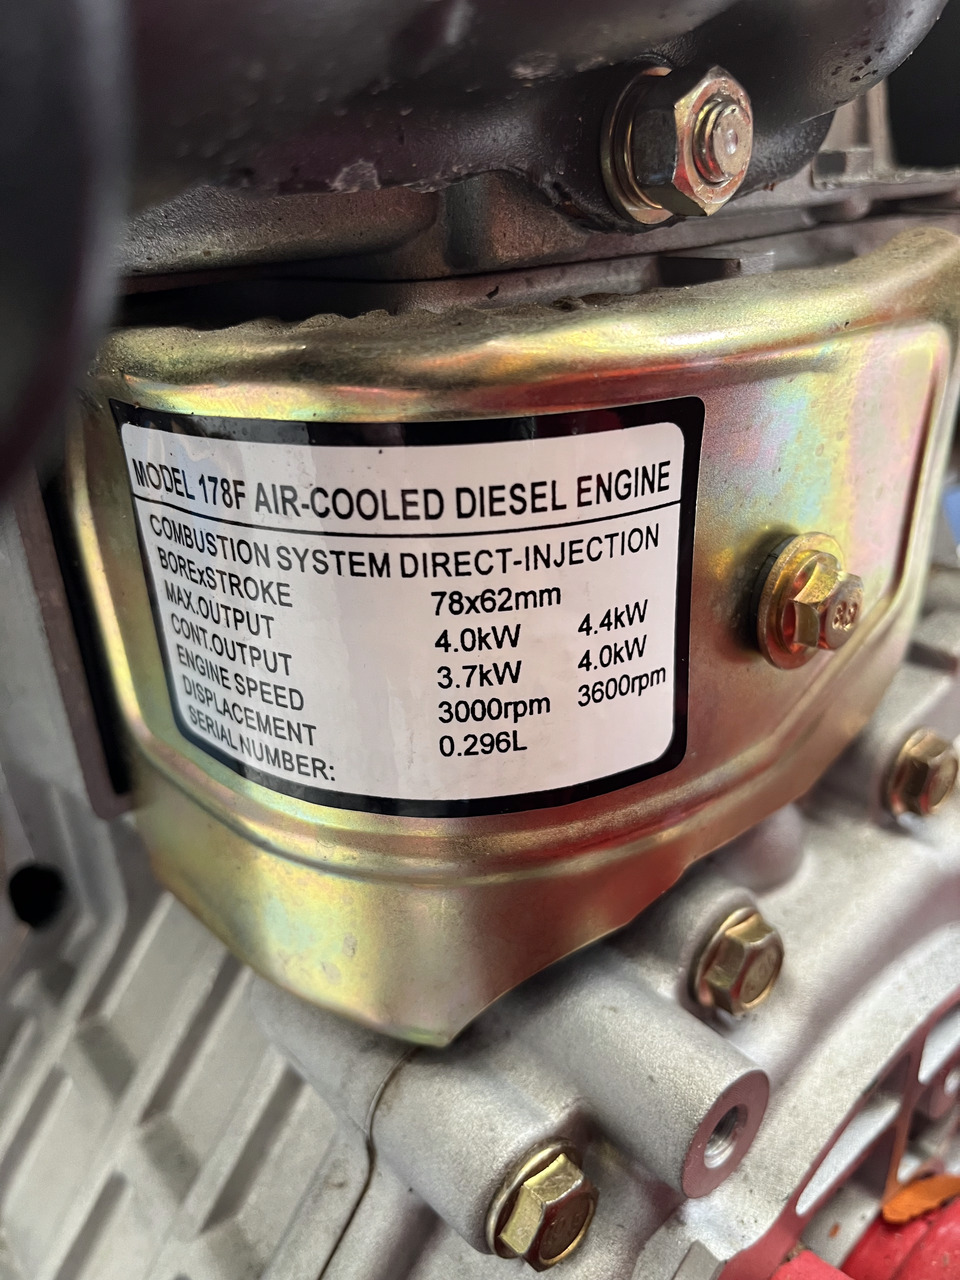 MODEL 178F AIR-COOLED DIESEL ENGINE
COMBUSTION SYSTEM DIRECT-INJECTION
BORExSTROKE 78x62mm
MAX.OUTPUT 4.0kW 4.4kW
CONT.OUTPUT 3.7kW 4.0kW
ENGINE SPEED 3000rpm 3600rpm
DISPLACEMENT 0.296L
SERIAL NUMBER: